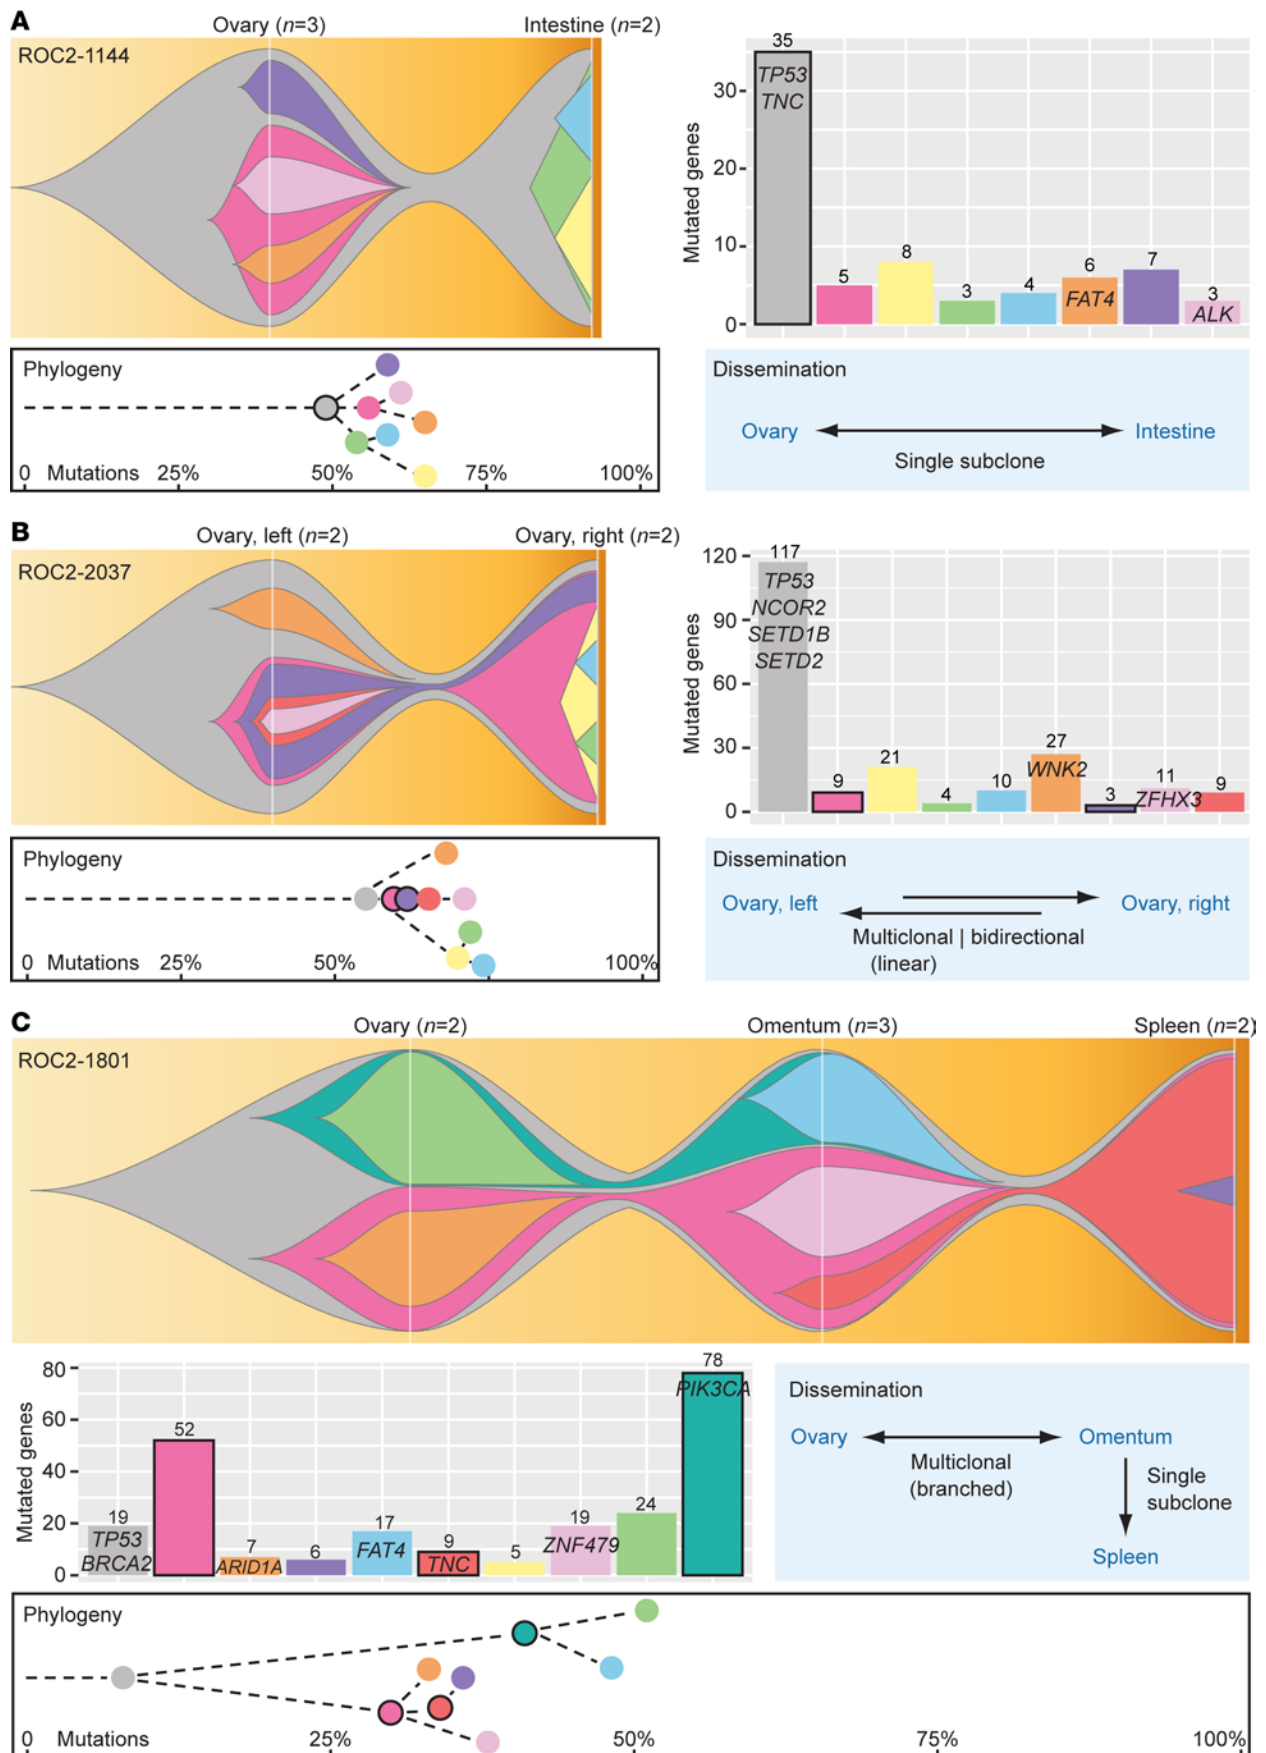 A
Ovary (n=3)
Intestine (n=2)
ROC2-1144
Mutated genes
30
20
10
0
35
TP53
TNC
5
8
3
4
6
FAT4
7
3
ALK
Phylogeny
0 Mutations 25% 50% 75% 100%
Dissemination
Ovary
Intestine
Single subclone
B
Ovary, left (n=2)
Ovary, right (n=2)
ROC2-2037
Mutated genes
120
90
60
30
0
117
TP53
NCOR2
SETD1B
SETD2
9
21
4
10
27
WNK2
3
11
ZFHX3
9
Phylogeny
0 Mutations 25% 50% 100%
Dissemination
Ovary, left
Ovary, right
Multiclonal | bidirectional
(linear)
C
Ovary (n=2)
Omentum (n=3)
Spleen (n=2)
ROC2-1801
Mutated genes
80
60
40
20
0
19
TP53
BRCA2
52
7
ARID1A
6
17
FAT4
9
TNC
5
19
ZNF479
24
78
PIK3CA
Dissemination
Ovary
Omentum
Multiclonal
(branched)
Single
subclone
Spleen
Phylogeny
0 Mutations 25% 50% 75% 100%